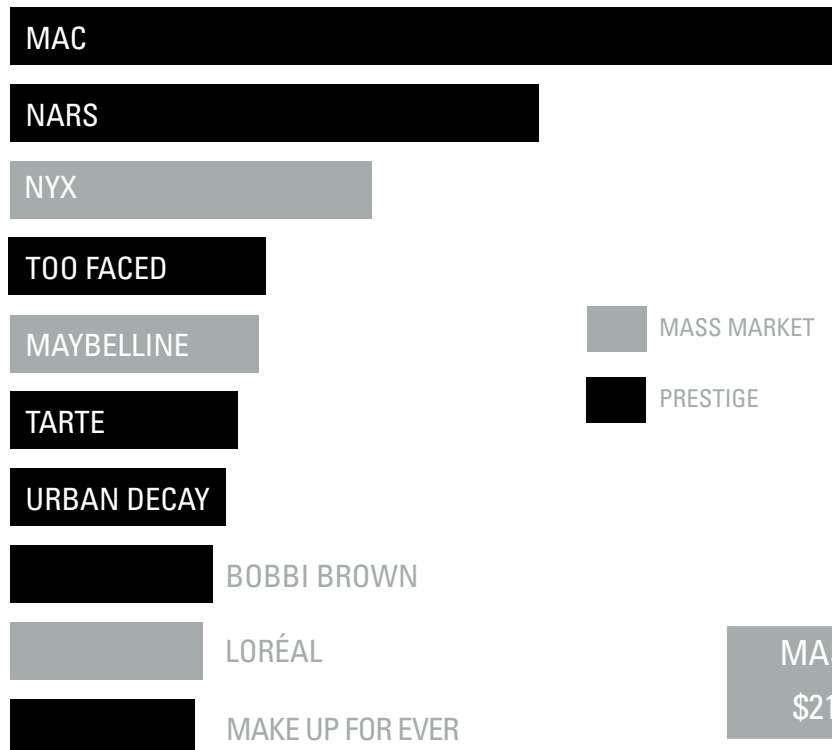 MAC
NARS
NYX
TOO FACED
MAYBELLINE
MASS MARKET
PRESTIGE
TARTE
URBAN DECAY
BOBBI BROWN
LORÉAL
MAKE UP FOR EVER